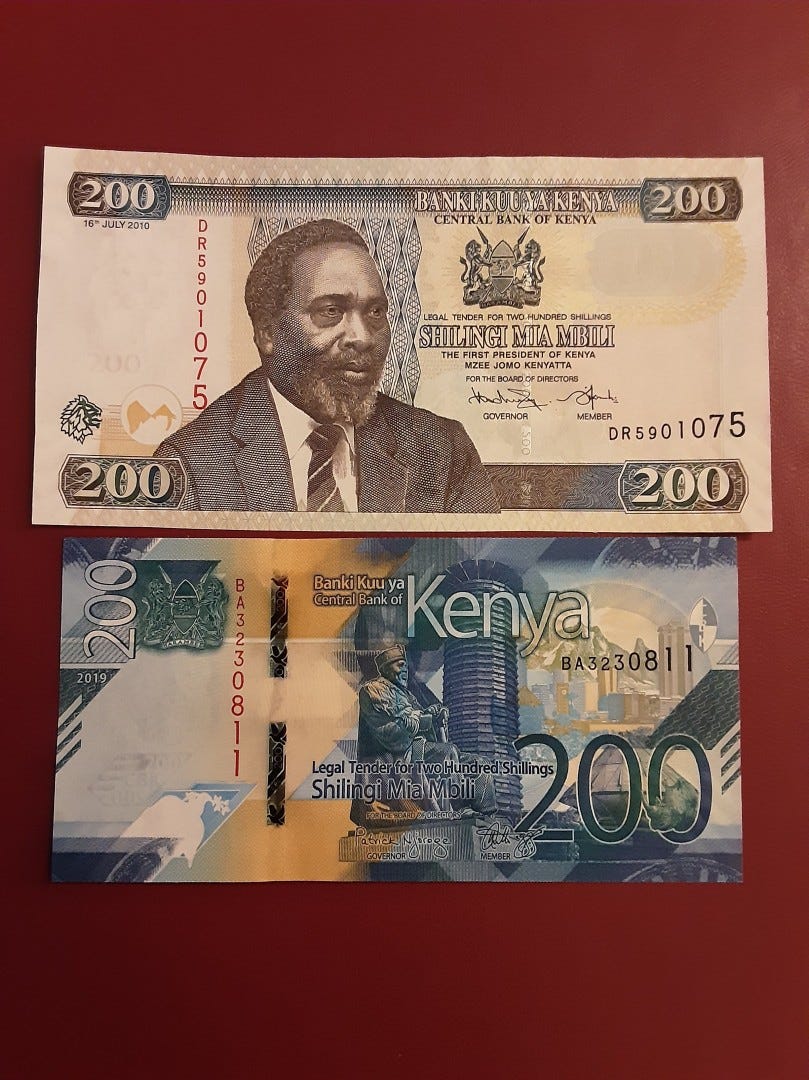 200
BANKI KUU YA KENYA
CENTRAL BANK OF KENYA
200
16TH JULY 2010
DR5901075
LEGAL TENDER FOR TWO HUNDRED SHILLINGS
SHILINGI MIA MBILI
THE FIRST PRESIDENT OF KENYA
MZEE JOMO KENYATTA
FOR THE BOARD OF DIRECTORS
GOVERNOR
MEMBER
DR5901075
200
200
200
200
2019
HARAMBEE
BA3230811
Banki Kuu ya
Central Bank of
Kenya
BA3230811
Legal Tender for Two Hundred Shillings
Shilingi Mia Mbili
200
FOR THE BOARD OF DIRECTORS
Patrick Njoroge
GOVERNOR
MEMBER